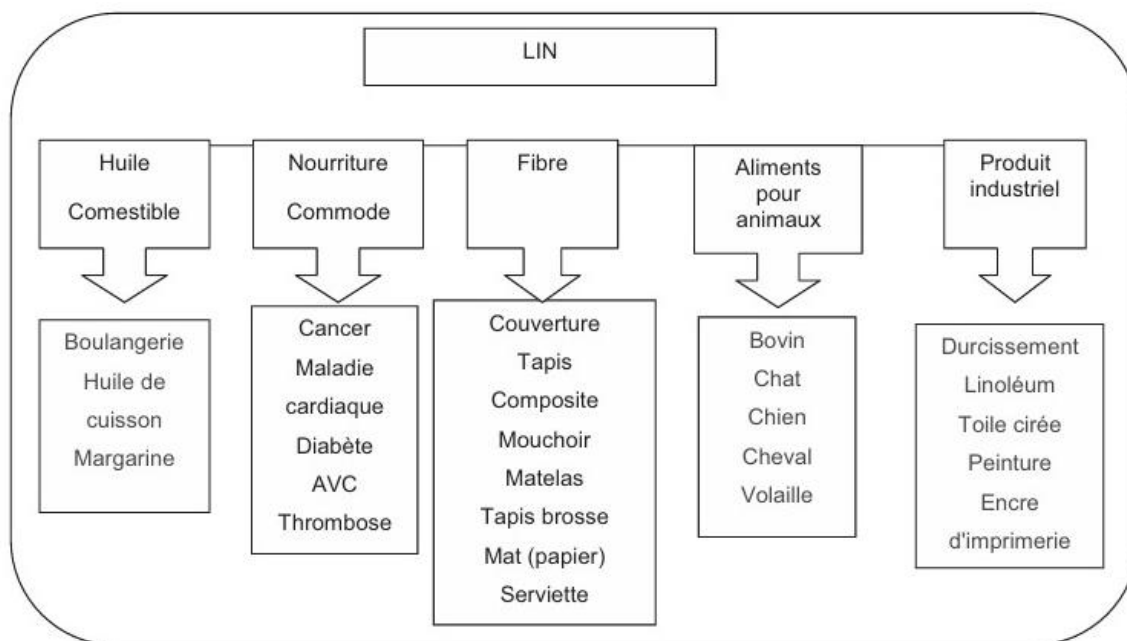 LIN
Huile
Comestible
Nourriture
Commode
Fibre
Aliments
pour
animaux
Produit
industriel
Boulangerie
Huile de
cuisson
Margarine
Cancer
Maladie
cardiaque
Diabète
AVC
Thrombose
Couverture
Tapis
Composite
Mouchoir
Matelas
Tapis brosse
Mat (papier)
Serviette
Bovin
Chat
Chien
Cheval
Volaille
Durcissement
Linoléum
Toile cirée
Peinture
Encre
d'imprimerie